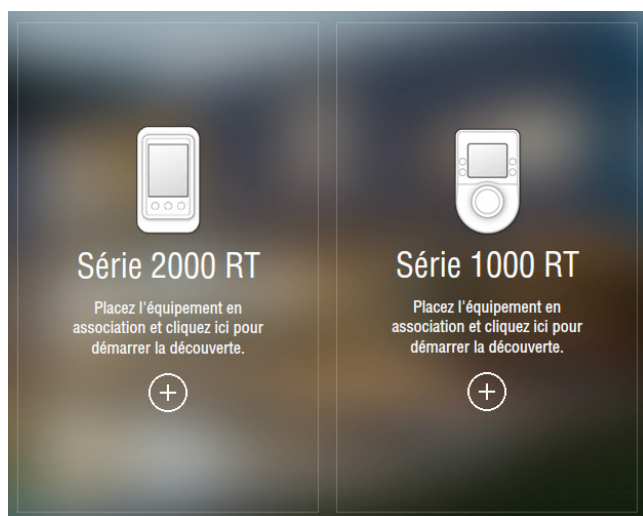 Série 2000 RT
Placez l'équipement en
association et cliquez ici pour
démarrer la découverte.
Série 1000 RT
Placez l'équipement en
association et cliquez ici pour
démarrer la découverte.